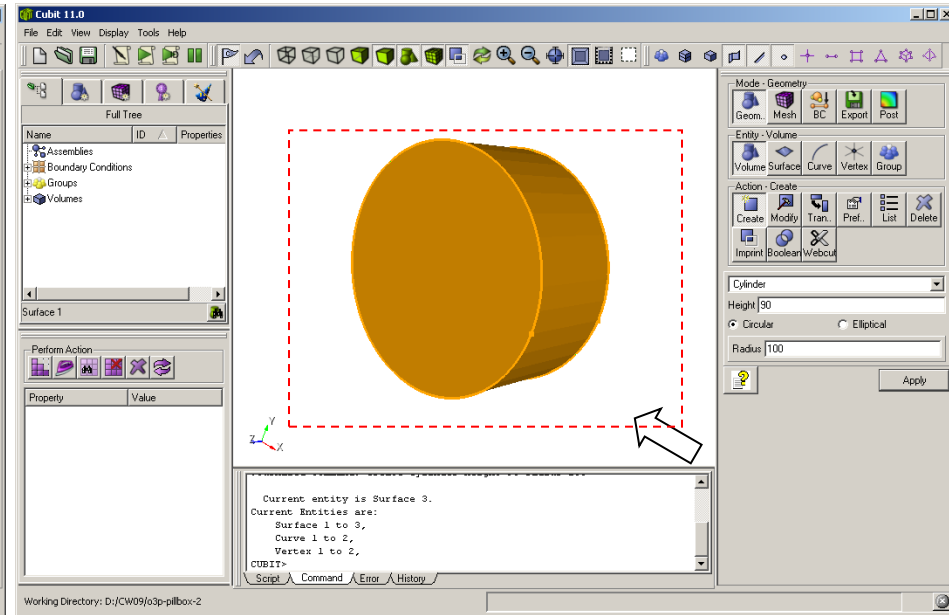 Cubit 11.0
File Edit View Display Tools Help
Full Tree
Name ID Properties
Assemblies
Boundary Conditions
Groups
Volumes
Surface 1
Perform Action
Property Value
Y
Z
X
Current entity is Surface 3.
Current Entities are:
Surface 1 to 3,
Curve 1 to 2,
Vertex 1 to 2,
CUBIT>
Script Command Error History
Mode - Geometry
Geom.. Mesh BC Export Post
Entity - Volume
Volume Surface Curve Vertex Group
Action - Create
Create Modify Tran.. Pref.. List Delete
Imprint Boolean Webcut
Cylinder
Height 90
Circular Elliptical
Radius 100
Apply
Working Directory: D:/CW09/o3p-pillbox-2